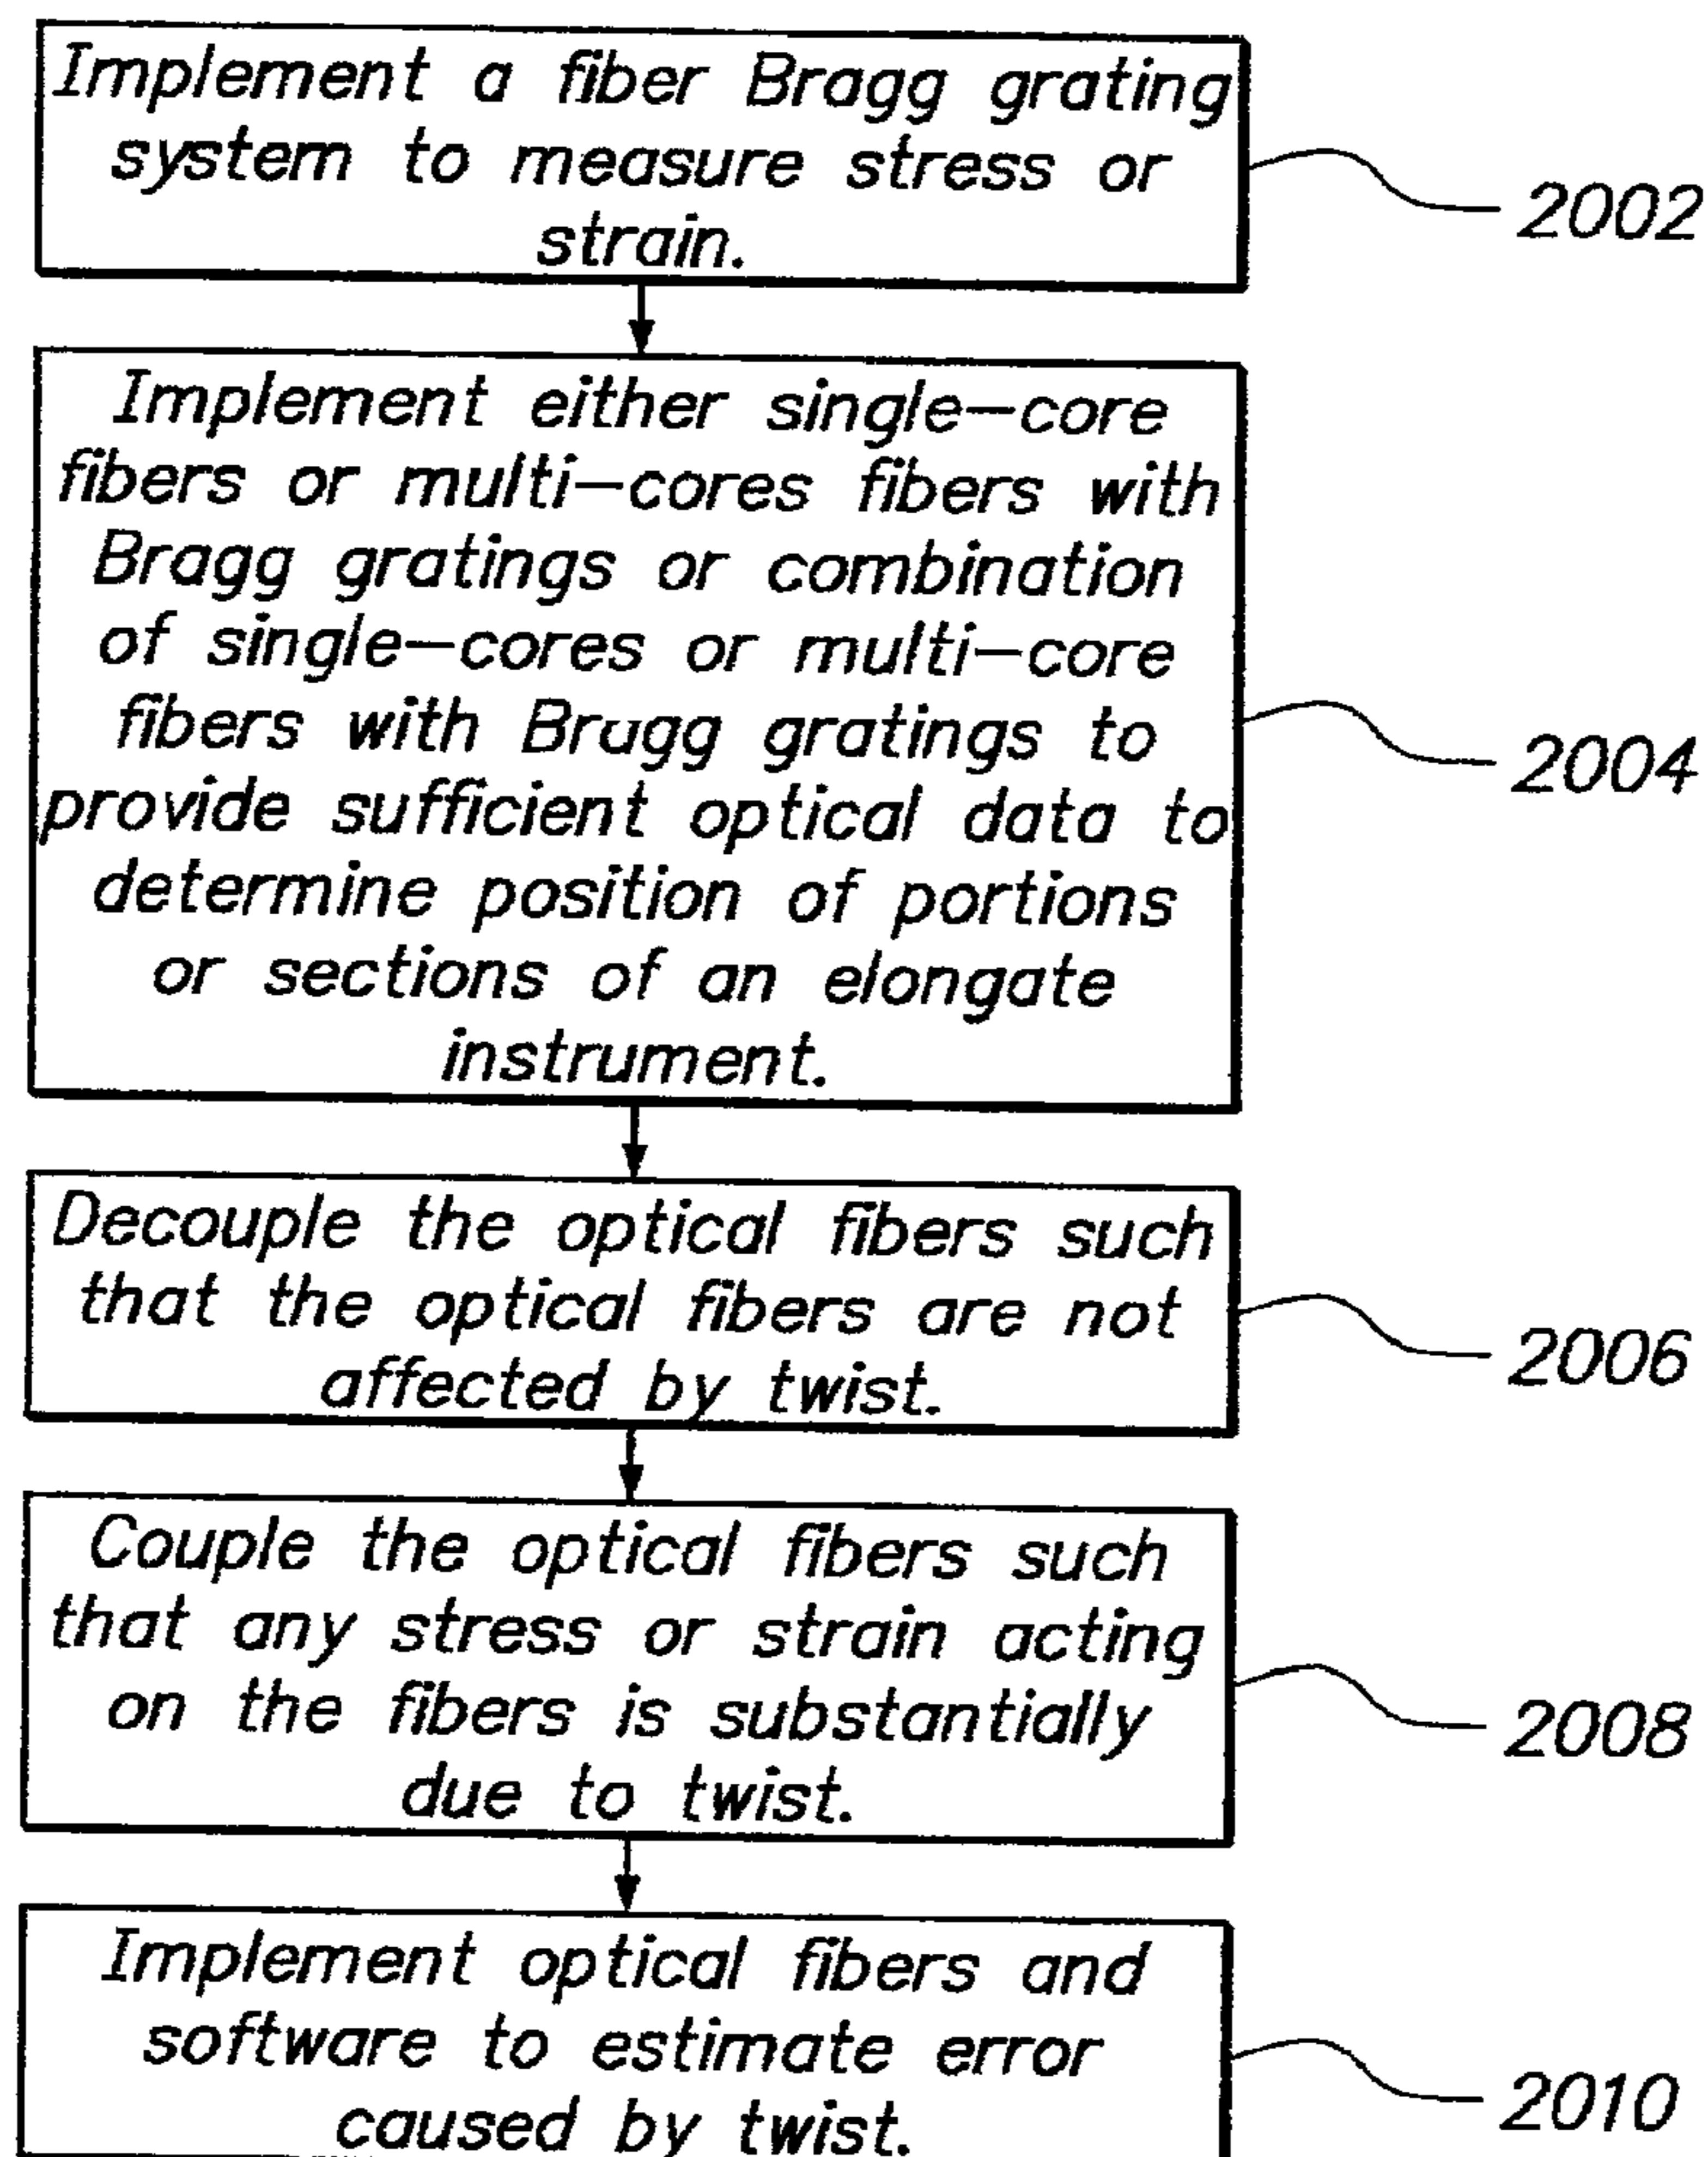 Implement a fiber Bragg grating
system to measure stress or
strain.
2002
Implement either single-core
fibers or multi-cores fibers with
Bragg gratings or combination
of single-cores or multi-core
fibers with Brugg gratings to
provide sufficient optical data to
determine position of portions
or sections of an elongate
instrument.
2004
Decouple the optical fibers such
that the optical fibers are not
affected by twist.
2006
Couple the optical fibers such
that any stress or strain acting
on the fibers is substantially
due to twist.
2008
Implement optical fibers and
software to estimate error
caused by twist.
2010